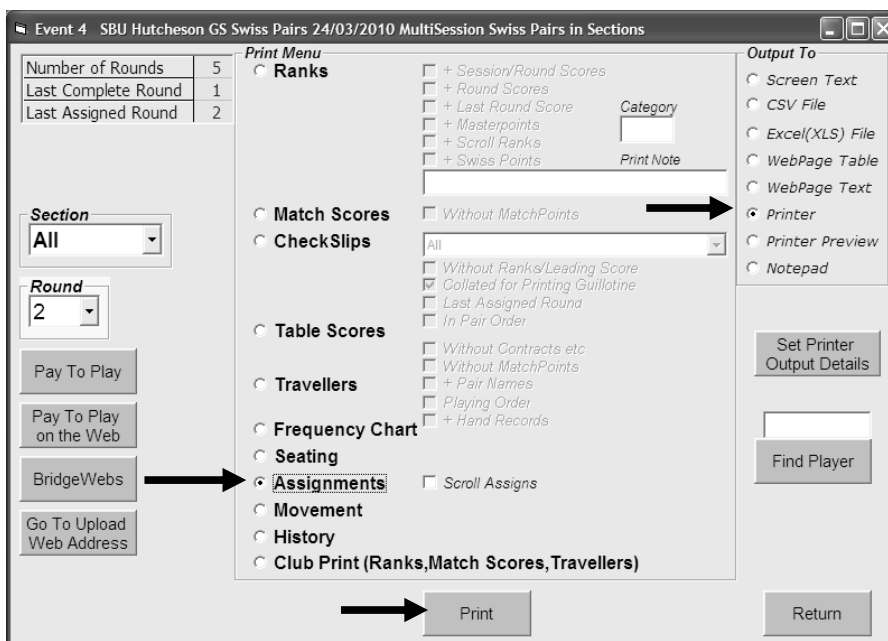 Event 4 SBU Hutcheson GS Swiss Pairs 24/03/2010 MultiSession Swiss Pairs in Sections
Number of Rounds 5
Last Complete Round 1
Last Assigned Round 2
Section
All
Round
2
Pay To Play
Pay To Play
on the Web
BridgeWebs
Go To Upload
Web Address
Print Menu
Ranks
+ Session/Round Scores
+ Round Scores
+ Last Round Score
+ Masterpoints
+ Scroll Ranks
+ Swiss Points
Category
Print Note
Match Scores
Without MatchPoints
CheckSlips
All
Without Ranks/Leading Score
Collated for Printing Guillotine
Last Assigned Round
In Pair Order
Table Scores
Without Contracts etc
Without MatchPoints
Travellers
+ Pair Names
Playing Order
+ Hand Records
Frequency Chart
Seating
Assignments
Scroll Assigns
Movement
History
Club Print (Ranks,Match Scores,Travellers)
Print
Output To
Screen Text
CSV File
Excel(XLS) File
WebPage Table
WebPage Text
Printer
Printer Preview
Notepad
Set Printer
Output Details
Find Player
Return